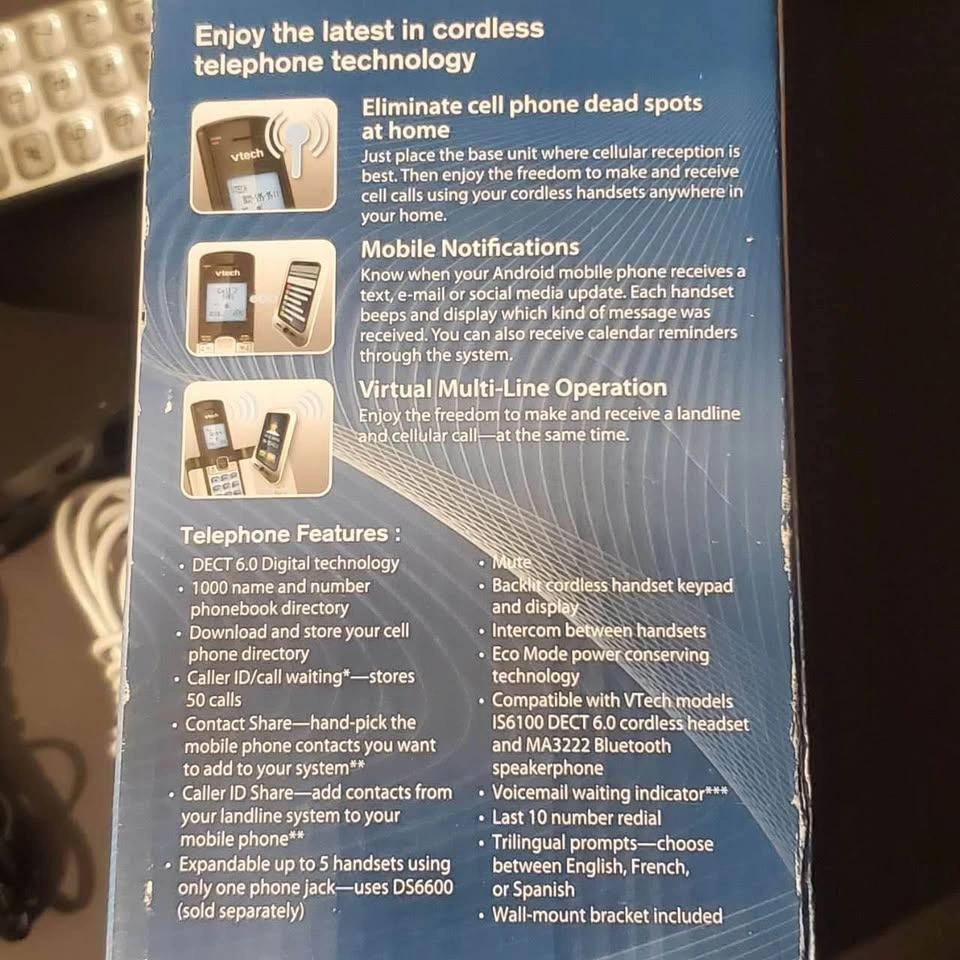 Enjoy the latest in cordless
telephone technology
Eliminate cell phone dead spots
at home
Just place the base unit where cellular reception is
best. Then enjoy the freedom to make and receive
cell calls using your cordless handsets anywhere in
your home.
vtech
Mobile Notifications
Know when your Android mobile phone receives a
text, e-mail or social media update. Each handset
beeps and display which kind of message was
received. You can also receive calendar reminders
through the system.
vtech
Virtual Multi-Line Operation
Enjoy the freedom to make and receive a landline
and cellular call—at the same time.
vtech
Telephone Features :
• DECT 6.0 Digital technology
• 1000 name and number
phonebook directory
• Download and store your cell
phone directory
• Caller ID/call waiting*—stores
50 calls
• Contact Share—hand-pick the
mobile phone contacts you want
to add to your system**
• Caller ID Share—add contacts from
your landline system to your
mobile phone**
• Expandable up to 5 handsets using
only one phone jack—uses DS6600
(sold separately)
• Mute
• Backlit cordless handset keypad
and display
• Intercom between handsets
• Eco Mode power conserving
technology
• Compatible with VTech models
IS6100 DECT 6.0 cordless headset
and MA3222 Bluetooth
speakerphone
• Voicemail waiting indicator***
• Last 10 number redial
• Trilingual prompts—choose
between English, French,
or Spanish
• Wall-mount bracket included